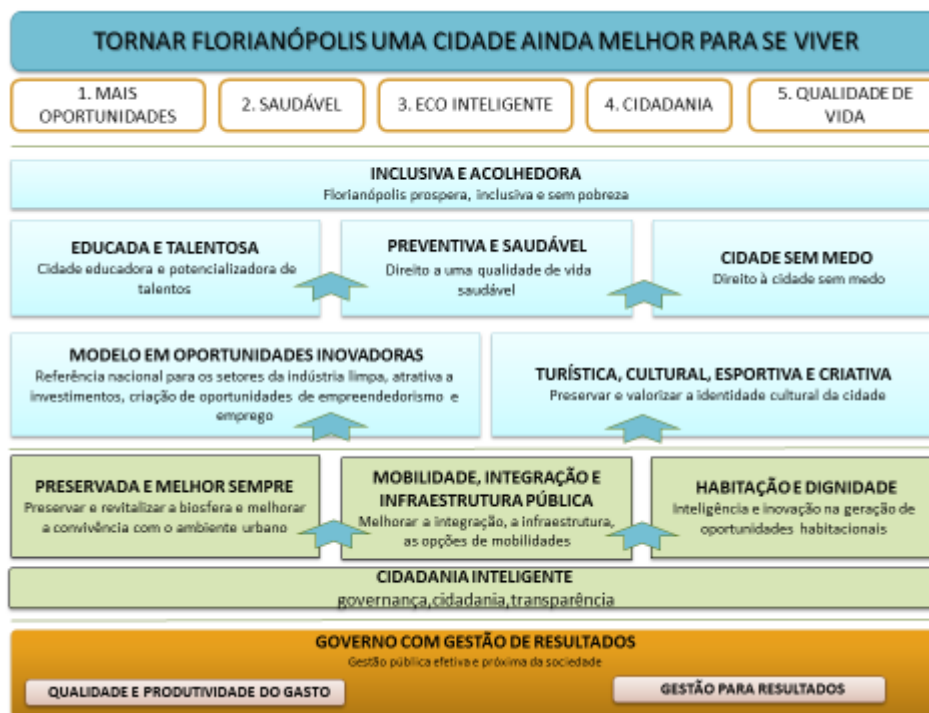 TORNAR FLORIANÓPOLIS UMA CIDADE AINDA MELHOR PARA SE VIVER
1. MAIS
OPORTUNIDADES
2. SAUDÁVEL
3. ECO INTELIGENTE
4. CIDADANIA
5. QUALIDADE DE
VIDA
INCLUSIVA E ACOLHEDORA
Florianópolis prospera, inclusiva e sem pobreza
EDUCADA E TALENTOSA
Cidade educadora e potencializadora de
talentos
PREVENTIVA E SAUDÁVEL
Direito a uma qualidade de vida
saudável
CIDADE SEM MEDO
Direito à cidade sem medo
MODELO EM OPORTUNIDADES INOVADORAS
Referência nacional para os setores da indústria limpa, atrativa a
investimentos, criação de oportunidades de empreendedorismo e
emprego
TURÍSTICA, CULTURAL, ESPORTIVA E CRIATIVA
Preservar e valorizar a identidade cultural da cidade
PRESERVADA E MELHOR SEMPRE
Preservar e revitalizar a biosfera e melhorar
a convivência com o ambiente urbano
MOBILIDADE, INTEGRAÇÃO E
INFRAESTRUTURA PÚBLICA
Melhorar a integração, a infraestrutura,
as opções de mobilidades
HABITAÇÃO E DIGNIDADE
Inteligência e inovação na geração de
oportunidades habitacionais
CIDADANIA INTELIGENTE
governança,cidadania,transparência
GOVERNO COM GESTÃO DE RESULTADOS
Gestão pública efetiva e próxima da sociedade
QUALIDADE E PRODUTIVIDADE DO GASTO
GESTÃO PARA RESULTADOS